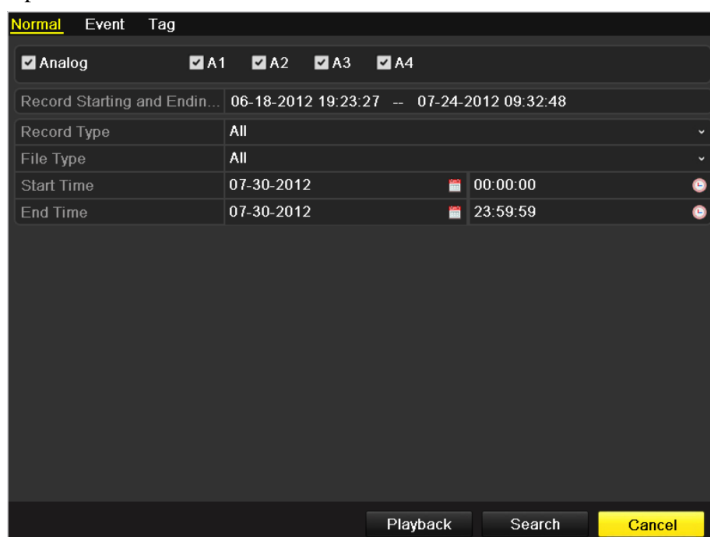 Normal Event Tag
Analog A1 A2 A3 A4
Record Starting and Endin... 06-18-2012 19:23:27 -- 07-24-2012 09:32:48
Record Type All
File Type All
Start Time 07-30-2012 00:00:00
End Time 07-30-2012 23:59:59
Playback Search Cancel